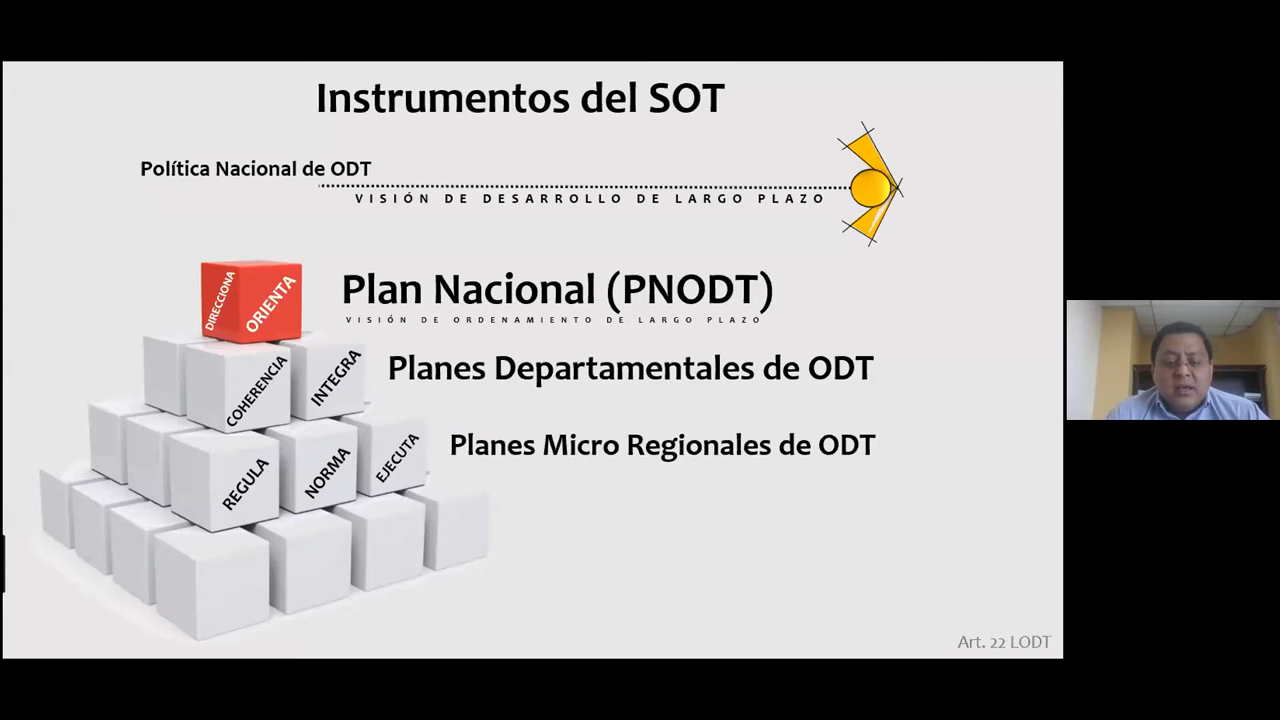 Instrumentos del SOT
Política Nacional de ODT
VISIÓN DE DESARROLLO DE LARGO PLAZO
DIRECCIONA
ORIENTA
Plan Nacional (PNODT)
VISIÓN DE ORDENAMIENTO DE LARGO PLAZO
COHERENCIA
INTEGRA
Planes Departamentales de ODT
REGULA
NORMA
EJECUTA
Planes Micro Regionales de ODT
Art. 22 LODT